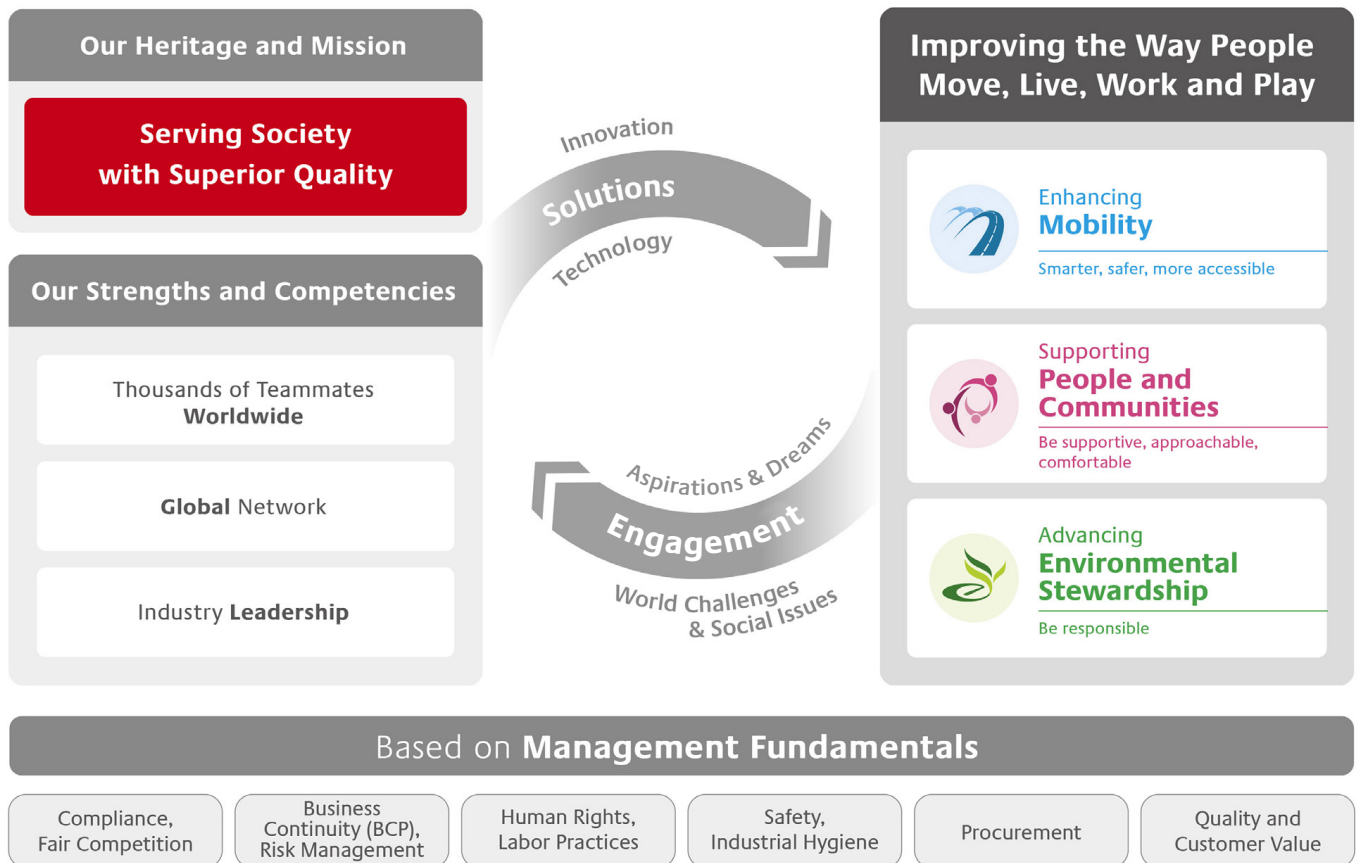 Our Heritage and Mission
Serving Society
with Superior Quality
Our Strengths and Competencies
Thousands of Teammates
Worldwide
Global Network
Industry Leadership
Innovation
Solutions
Technology
Aspirations & Dreams
Engagement
World Challenges
& Social Issues
Improving the Way People
Move, Live, Work and Play
Enhancing
Mobility
Smarter, safer, more accessible
Supporting
People and
Communities
Be supportive, approachable,
comfortable
Advancing
Environmental
Stewardship
Be responsible
Based on Management Fundamentals
Compliance,
Fair Competition
Business
Continuity (BCP),
Risk Management
Human Rights,
Labor Practices
Safety,
Industrial Hygiene
Procurement
Quality and
Customer Value